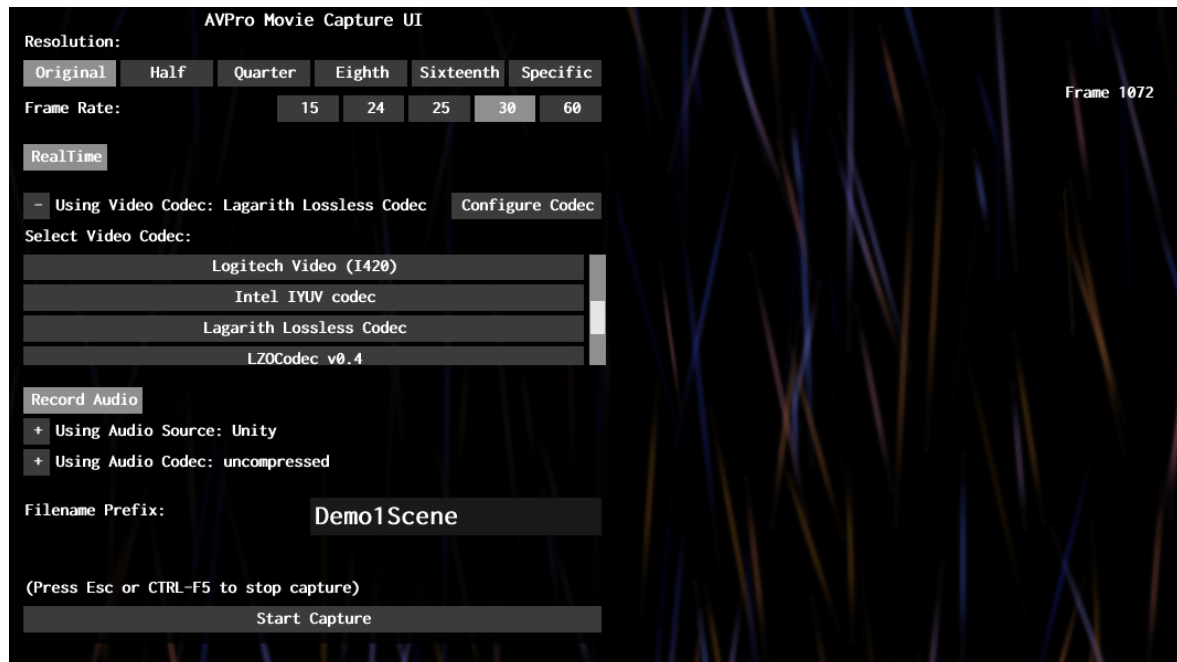 AVPro Movie Capture UI
Resolution:
Original Half Quarter Eighth Sixteenth Specific
Frame 1072
Frame Rate: 15 24 25 30 60
RealTime
- Using Video Codec: Lagarith Lossless Codec Configure Codec
Select Video Codec:
Logitech Video (I420)
Intel IYUV codec
Lagarith Lossless Codec
LZOCodec v0.4
Record Audio
+ Using Audio Source: Unity
+ Using Audio Codec: uncompressed
Filename Prefix: Demo1Scene
(Press Esc or CTRL-F5 to stop capture)
Start Capture